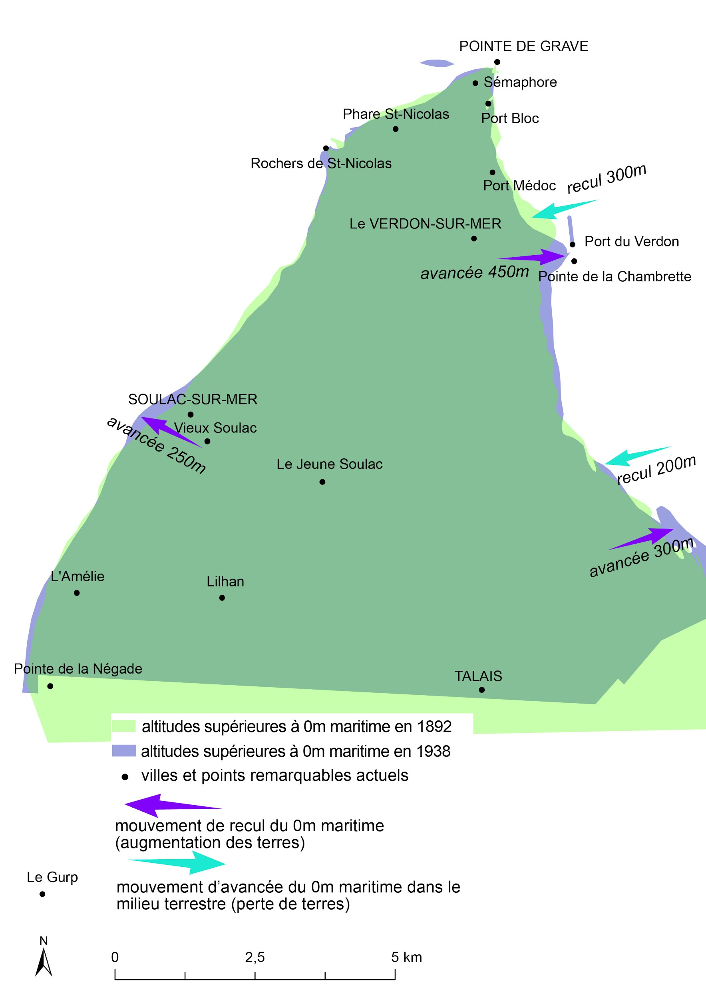 POINTE DE GRAVE
Sémaphore
Phare St-Nicolas
Port Bloc
Rochers de St-Nicolas
Port Médoc
recul 300m
Le VERDON-SUR-MER
Port du Verdon
avancée 450m
Pointe de la Chambrette
SOULAC-SUR-MER
Vieux Soulac
avancée 250m
Le Jeune Soulac
recul 200m
avancée 300m
L'Amélie
Lilhan
Pointe de la Négade
TALAIS
altitudes supérieures à 0m maritime en 1892
altitudes supérieures à 0m maritime en 1938
villes et points remarquables actuels
mouvement de recul du 0m maritime
(augmentation des terres)
Le Gurp
mouvement d’avancée du 0m maritime dans le
milieu terrestre (perte de terres)
N
0 2,5 5 km